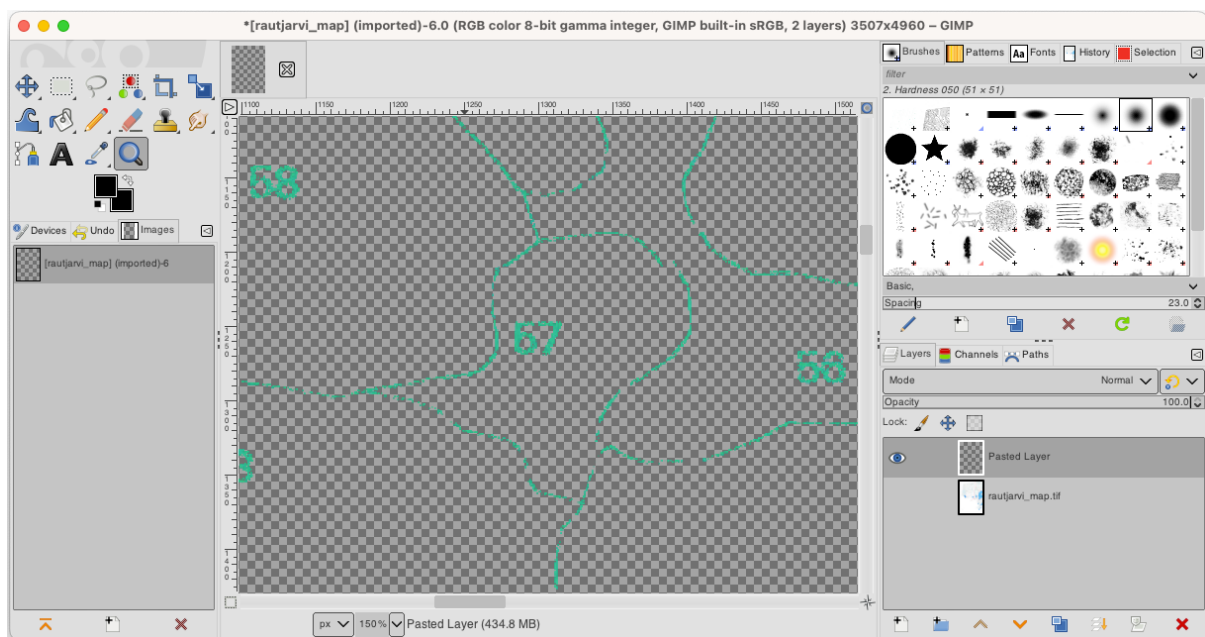 *[rautjarvi_map] (imported)-6.0 (RGB color 8-bit gamma integer, GIMP built-in sRGB, 2 layers) 3507x4960 – GIMP
Brushes Patterns Aa Fonts History Selection
filter
2. Hardness 050 (51 × 51)
1100 1150 1200 1250 1300 1350 1400 1450 1500
58
57
56
3
Devices Undo Images
[rautjarvi_map] (imported)-6
Basic,
Spacing 23.0
Layers Channels Paths
Mode Normal
Opacity 100.0
Lock:
Pasted Layer
rautjarvi_map.tif
px 150% Pasted Layer (434.8 MB)